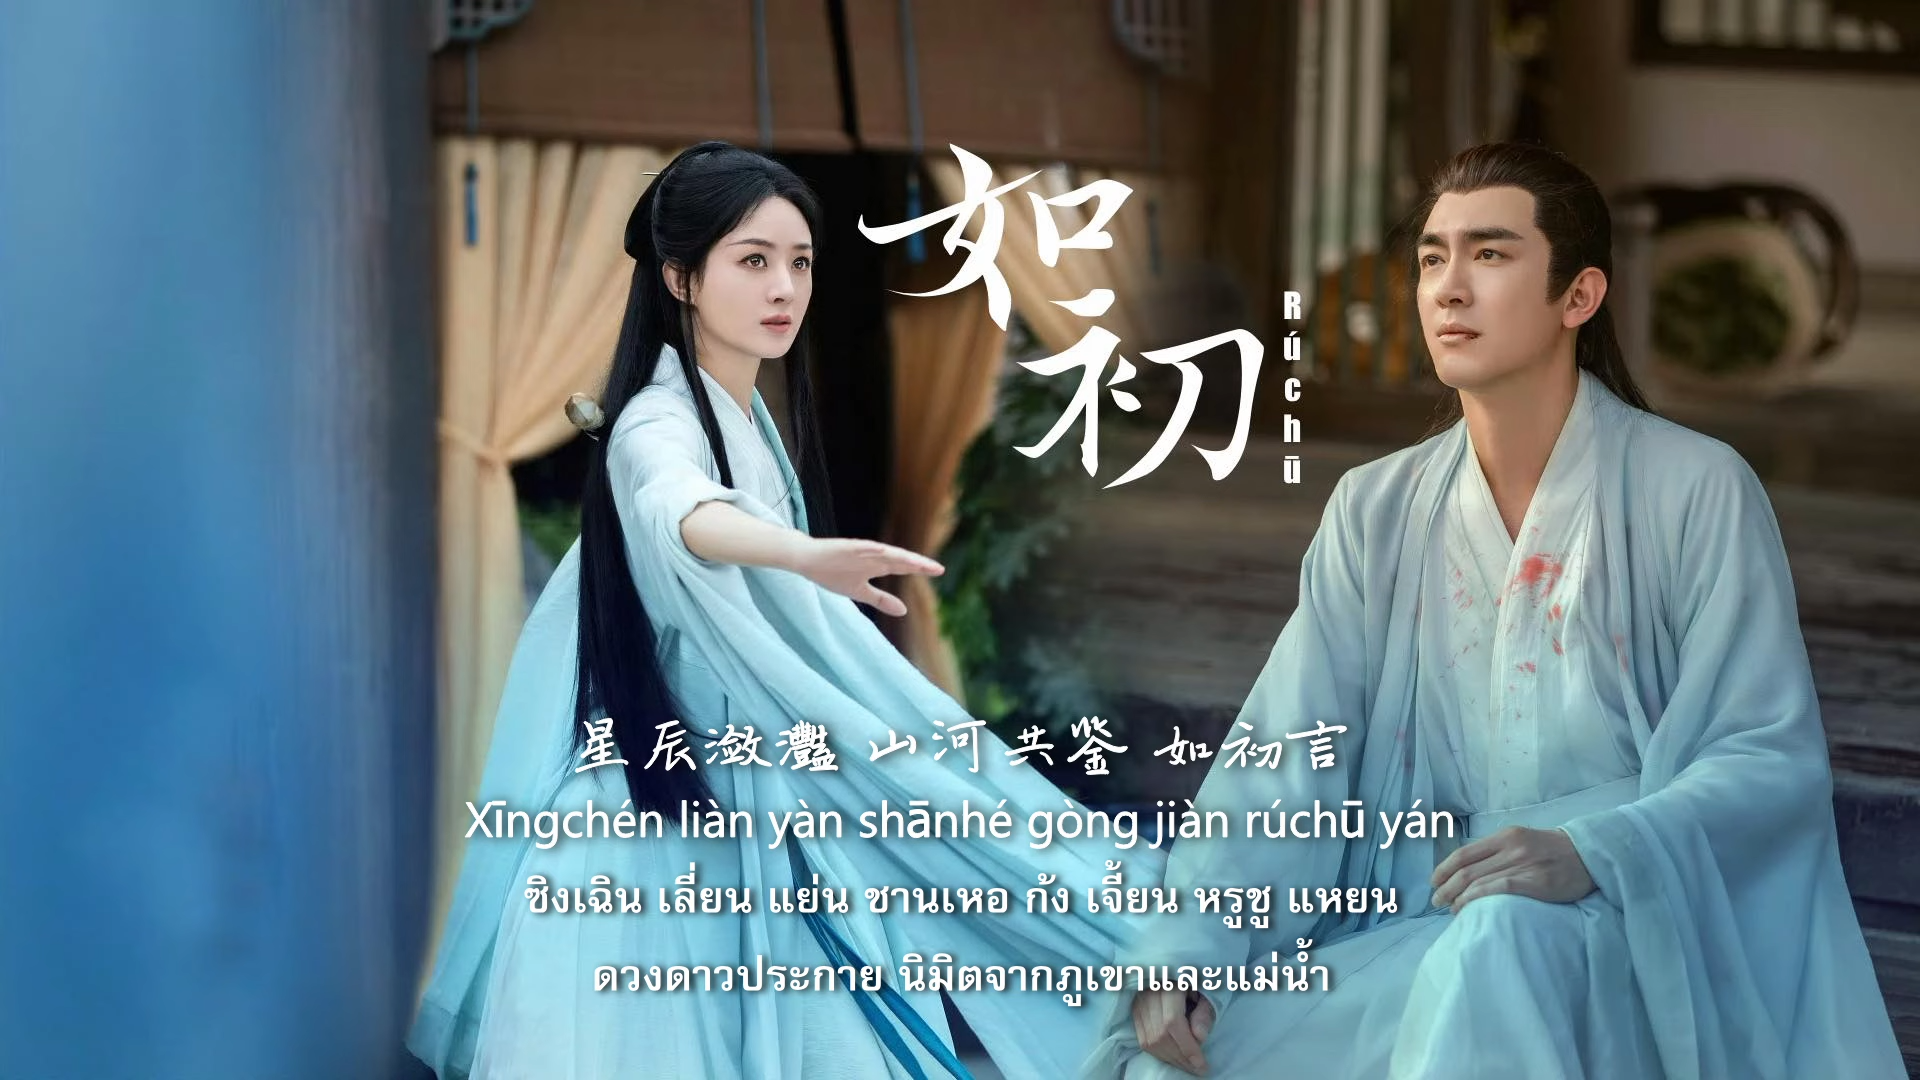 如初
Rúchū
星辰潋灩 山河共鉴 如初言
Xīngchén liàn yàn shānhé gòng jiàn rúchū yán
ซิงเฉิน เลี่ยน แย่น ชานเหอ ก้ง เจี้ยน หรูชู แหยน
ดวงดาวประกาย นิมิตจากภูเขาและแม่น้ำ